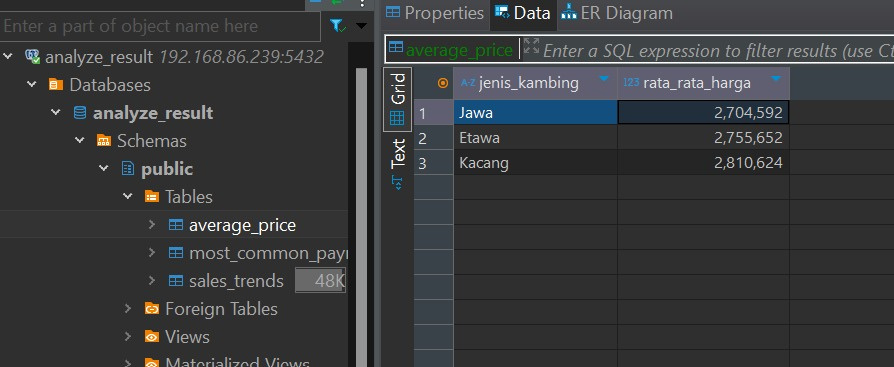 Enter a part of object name here
analyze_result 192.168.86.239:5432
Databases
analyze_result
Schemas
public
Tables
average_price
most_common_payr
sales_trends 48K
Foreign Tables
Views
Materialized Views
Properties Data ER Diagram
average_price Enter a SQL expression to filter results (use Ct
Grid
Text
A-Z jenis_kambing 123 rata_rata_harga
1 Jawa 2,704,592
2 Etawa 2,755,652
3 Kacang 2,810,624